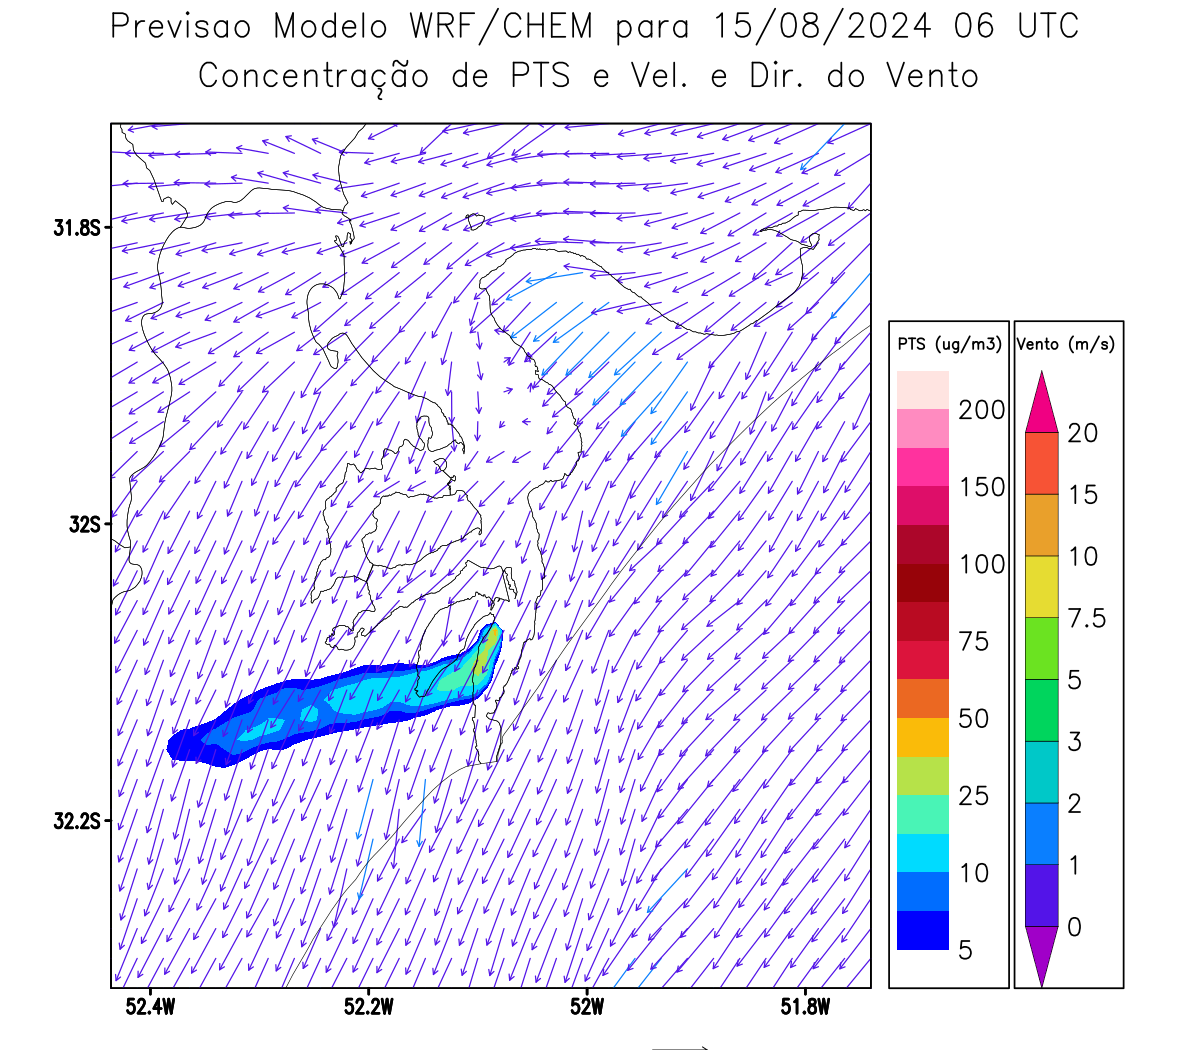 Previsao Modelo WRF/CHEM para 15/08/2024 06 UTC
Concentração de PTS e Vel. e Dir. do Vento
31.8S
32S
32.2S
52.4W
52.2W
52W
51.8W
PTS (ug/m3)
200
150
100
75
50
25
10
5
Vento (m/s)
20
15
10
7.5
5
3
2
1
0